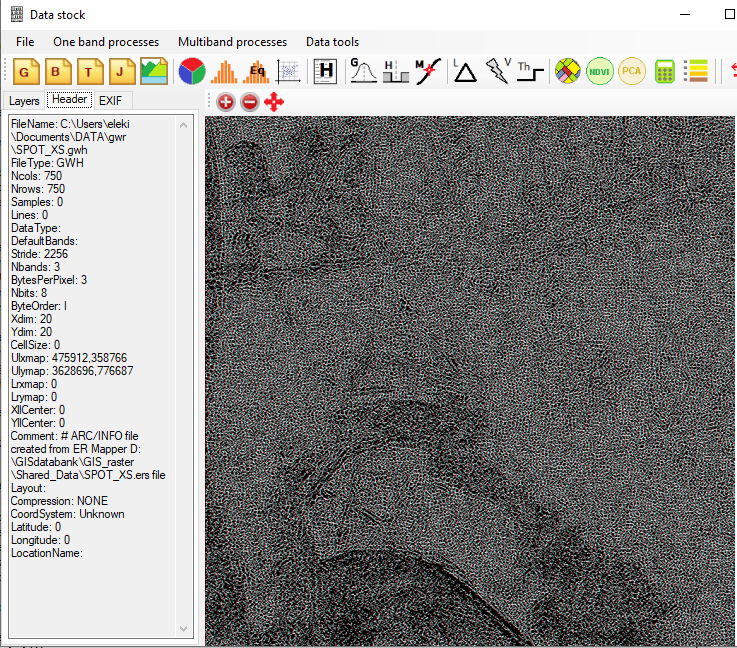 Data stock
File One band processes Multiband processes Data tools
G B T J Eq H G H M L V Th NDVI PCA
Layers Header EXIF
FileName: C:\Users\eleki
\Documents\DATA\gwr
\SPOT_XS.gwh
FileType: GWH
Ncols: 750
Nrows: 750
Samples: 0
Lines: 0
DataType:
DefaultBands:
Stride: 2256
Nbands: 3
BytesPerPixel: 3
Nbits: 8
ByteOrder: I
Xdim: 20
Ydim: 20
CellSize: 0
Ulxmap: 475912,358766
Ulymap: 3628696,776687
Lrxmap: 0
Lrymap: 0
XllCenter: 0
YllCenter: 0
Comment: # ARC/INFO file
created from ER Mapper D:
\GISdatabank\GIS_raster
\Shared_Data\SPOT_XS.ers file
Layout:
Compression: NONE
CoordSystem: Unknown
Latitude: 0
Longitude: 0
LocationName: